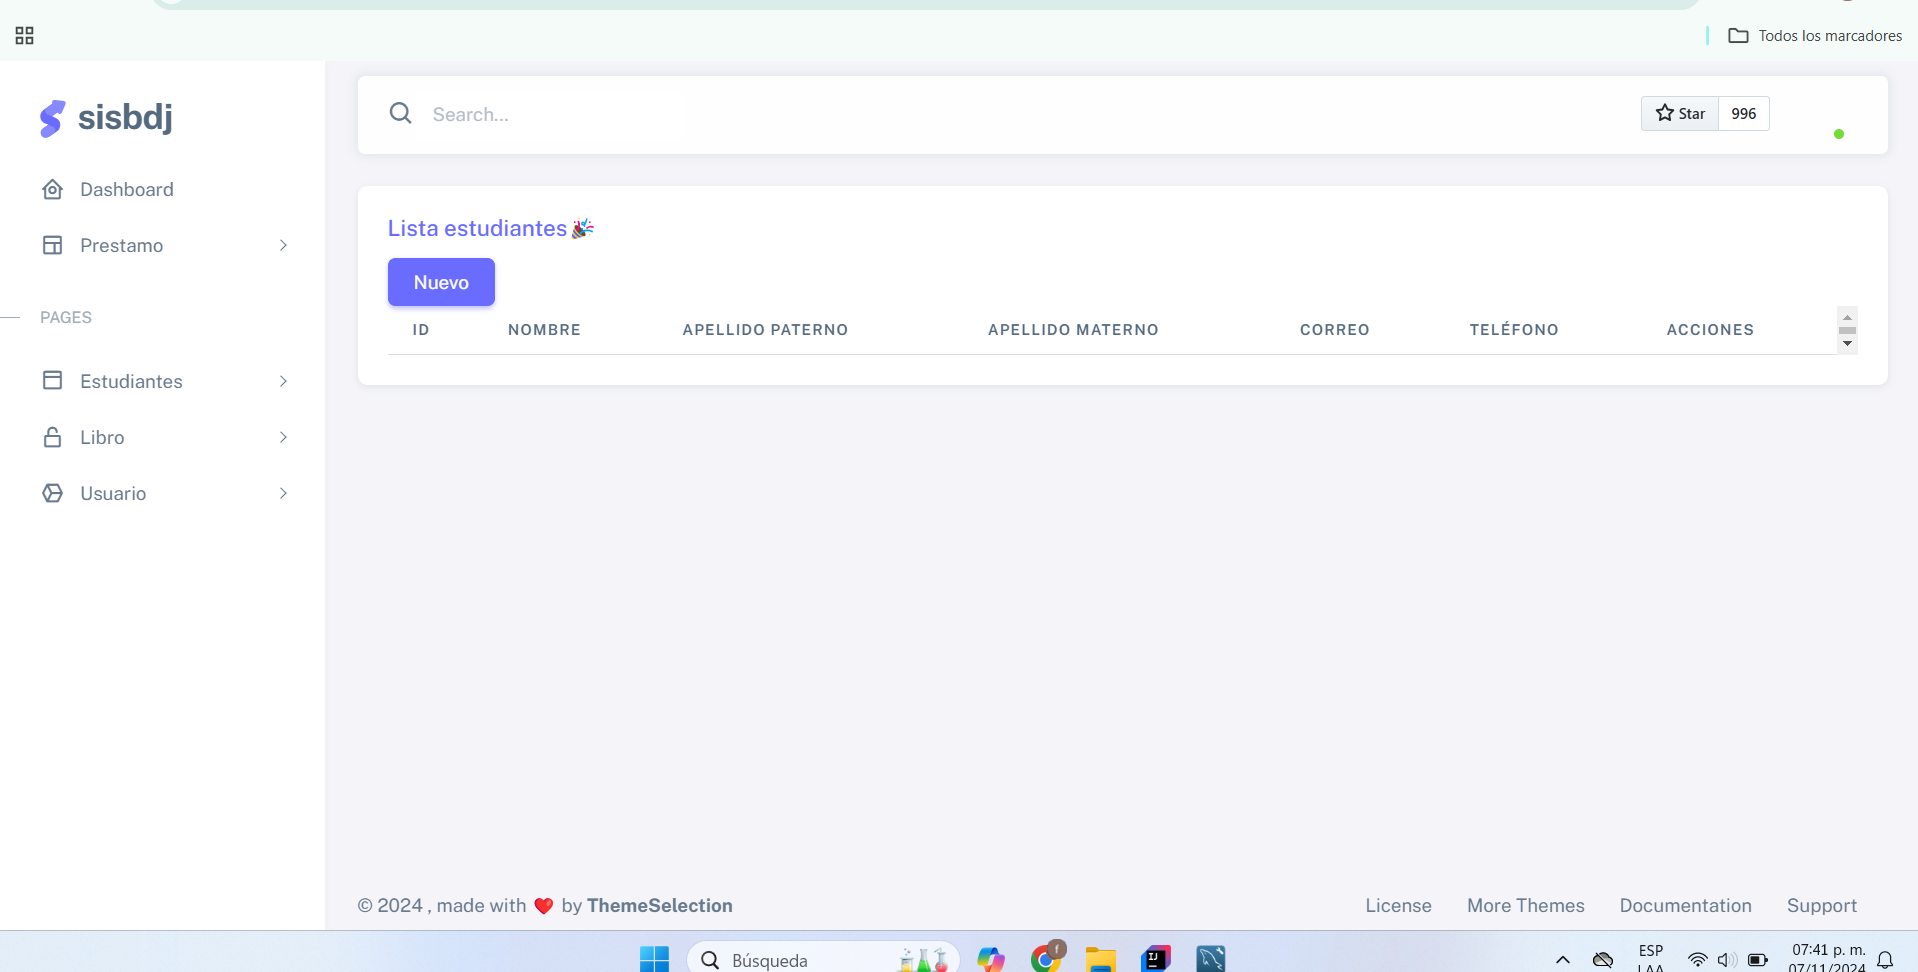 Todos los marcadores
sisbdj
Search...
Star 996
Dashboard
Prestamo
PAGES
Estudiantes
Libro
Usuario
Lista estudiantes🎉
Nuevo
ID NOMBRE APELLIDO PATERNO APELLIDO MATERNO CORREO TELÉFONO ACCIONES
© 2024 , made with ❤️ by ThemeSelection
License More Themes Documentation Support
Búsqueda
f
IJ
ESP
LAA
07:41 p. m.
07/11/2024